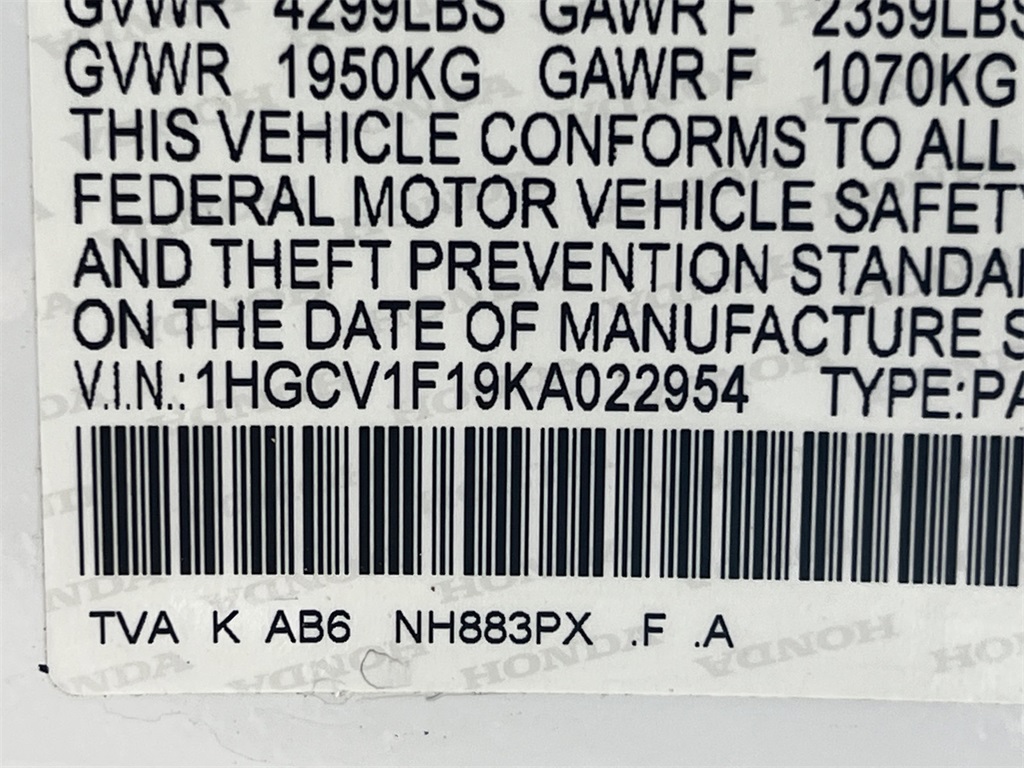 GVWR 4299LBS GAWR F 2359LBS
GVWR 1950KG GAWR F 1070KG
THIS VEHICLE CONFORMS TO ALL
FEDERAL MOTOR VEHICLE SAFETY
AND THEFT PREVENTION STANDA
ON THE DATE OF MANUFACTURE S
V.I.N.: 1HGCV1F19KA022954 TYPE:PA
TVA K AB6 NH883PX .F .A